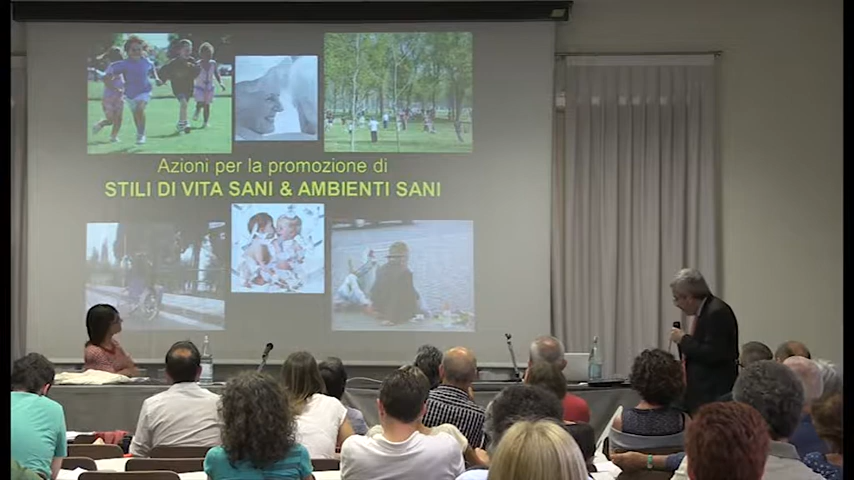 Azioni per la promozione di
STILI DI VITA SANI & AMBIENTI SANI